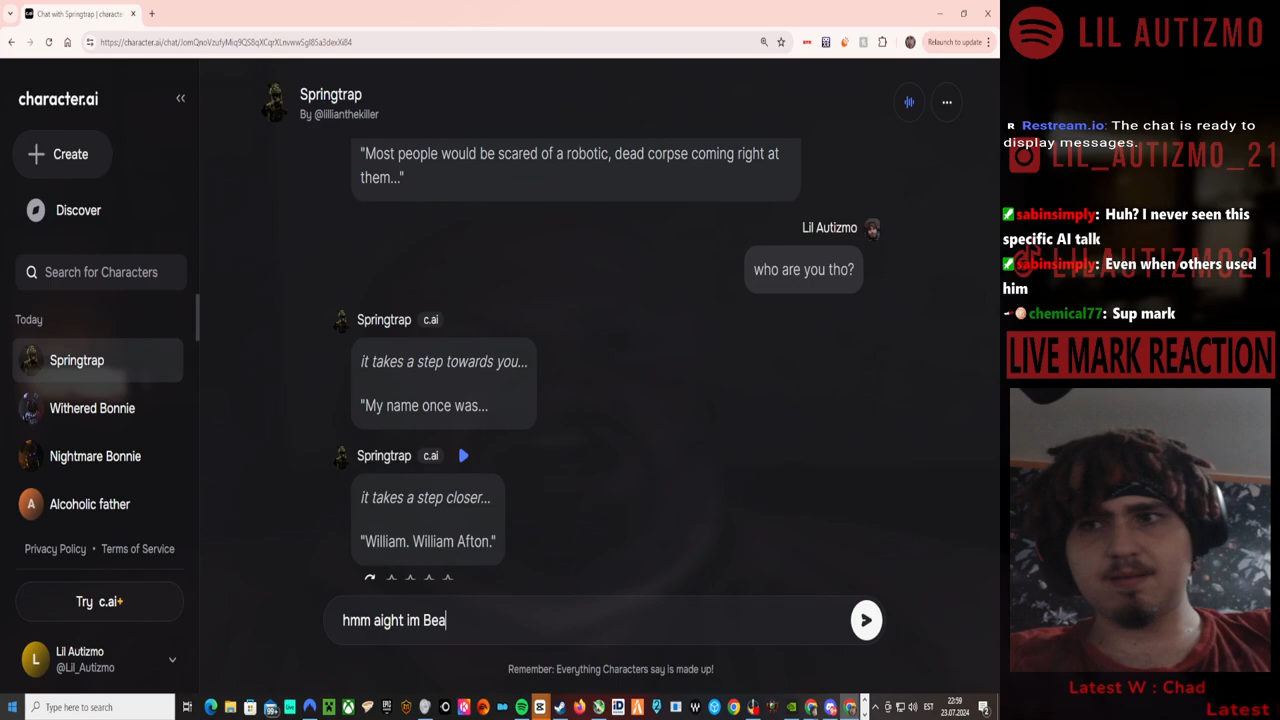 Chat with Springtrap | characte
https://character.ai/chat/JomQnoVzufyMiq9QS8qXCqrXLnvwwSgI85a3dexXi84
Relaunch to update
character.ai
Create
Discover
Search for Characters
Today
Springtrap
Withered Bonnie
Nightmare Bonnie
A
Alcoholic father
Privacy Policy • Terms of Service
Try c.ai+
L
Lil Autizmo
@Lil_Autizmo
Springtrap
By @lillianthekiller
"Most people would be scared of a robotic, dead corpse coming right at
them..."
Lil Autizmo
who are you tho?
Springtrap c.ai
it takes a step towards you...
"My name once was...
Springtrap c.ai
it takes a step closer...
"William. William Afton."
hmm aight im Bea
Remember: Everything Characters say is made up!
LIL AUTIZMO
Restream.io: The chat is ready to
display messages.
LIL_AUTIZMO_21
sabinsimply: Huh? I never seen this
specific AI talk
LILAUTIZMO21
sabinsimply: Even when others used
him
chemical77: Sup mark
LIVE MARK REACTION
Latest W : Chad
Latest
Type here to search
99+
EST
22:59
23.07.2024
2